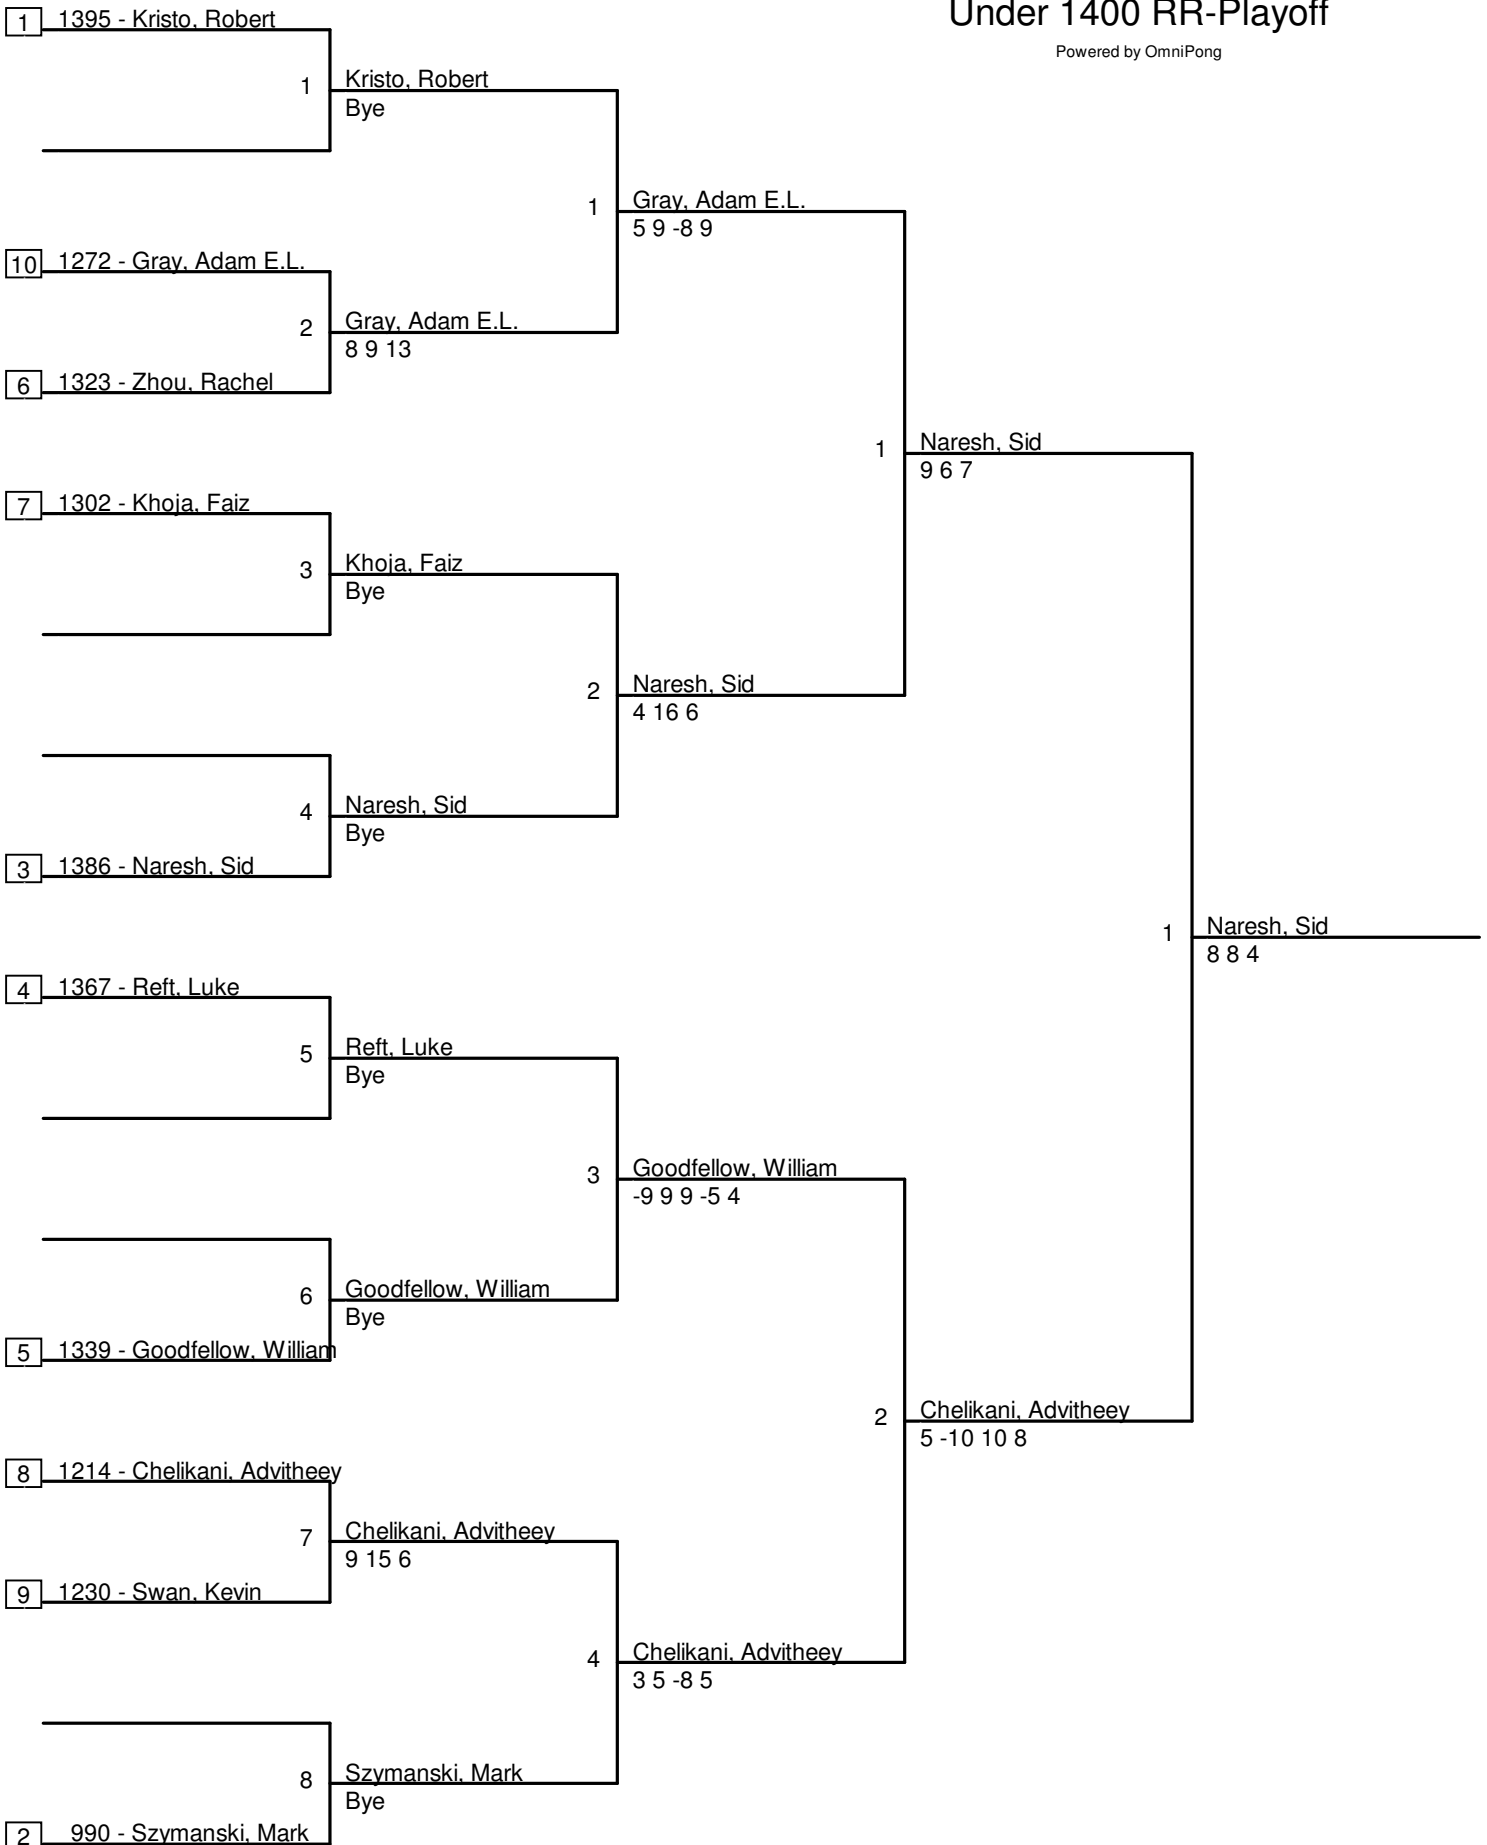 Under 1400 RR-Playoff
Powered by OmniPong
1 1395 - Kristo, Robert
1 Kristo, Robert
Bye
1 Gray, Adam E.L.
5 9 -8 9
10 1272 - Gray, Adam E.L.
2 Gray, Adam E.L.
8 9 13
6 1323 - Zhou, Rachel
1 Naresh, Sid
9 6 7
7 1302 - Khoja, Faiz
3 Khoja, Faiz
Bye
2 Naresh, Sid
4 16 6
4 Naresh, Sid
Bye
3 1386 - Naresh, Sid
1 Naresh, Sid
8 8 4
4 1367 - Reft, Luke
5 Reft, Luke
Bye
3 Goodfellow, William
-9 9 9 -5 4
6 Goodfellow, William
Bye
5 1339 - Goodfellow, William
2 Chelikani, Advitheey
5 -10 10 8
8 1214 - Chelikani, Advitheey
7 Chelikani, Advitheey
9 15 6
9 1230 - Swan, Kevin
4 Chelikani, Advitheey
3 5 -8 5
8 Szymanski, Mark
Bye
2 990 - Szymanski, Mark